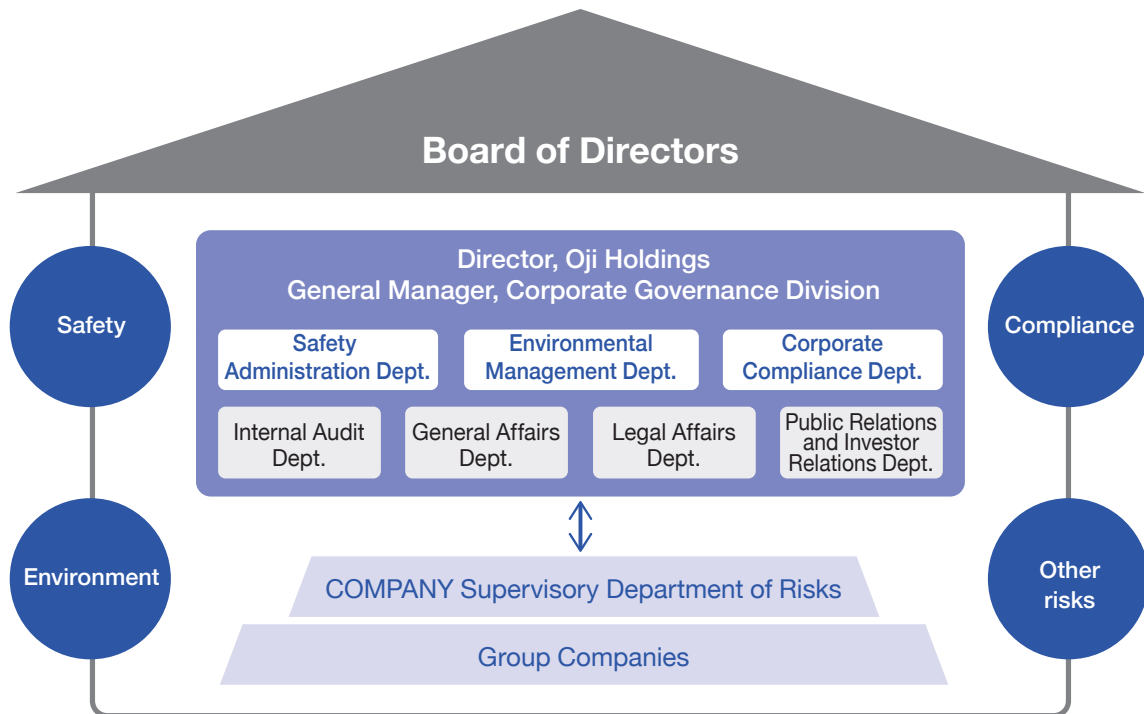 Board of Directors
Director, Oji Holdings
General Manager, Corporate Governance Division
Safety
Compliance
Safety
Administration Dept.
Environmental
Management Dept.
Corporate
Compliance Dept.
Internal Audit
Dept.
General Affairs
Dept.
Legal Affairs
Dept.
Public Relations
and Investor
Relations Dept.
Environment
Other
risks
COMPANY Supervisory Department of Risks
Group Companies